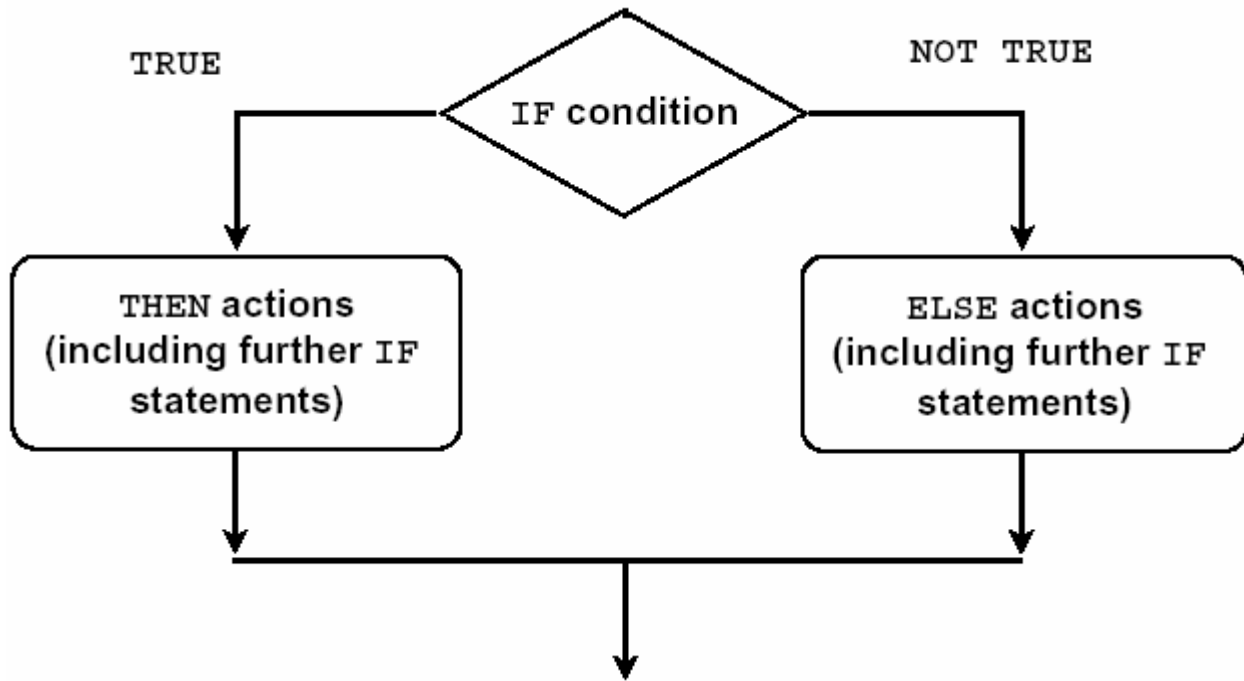 TRUE
NOT TRUE
IF condition
THEN actions
(including further IF
statements)
ELSE actions
(including further IF
statements)